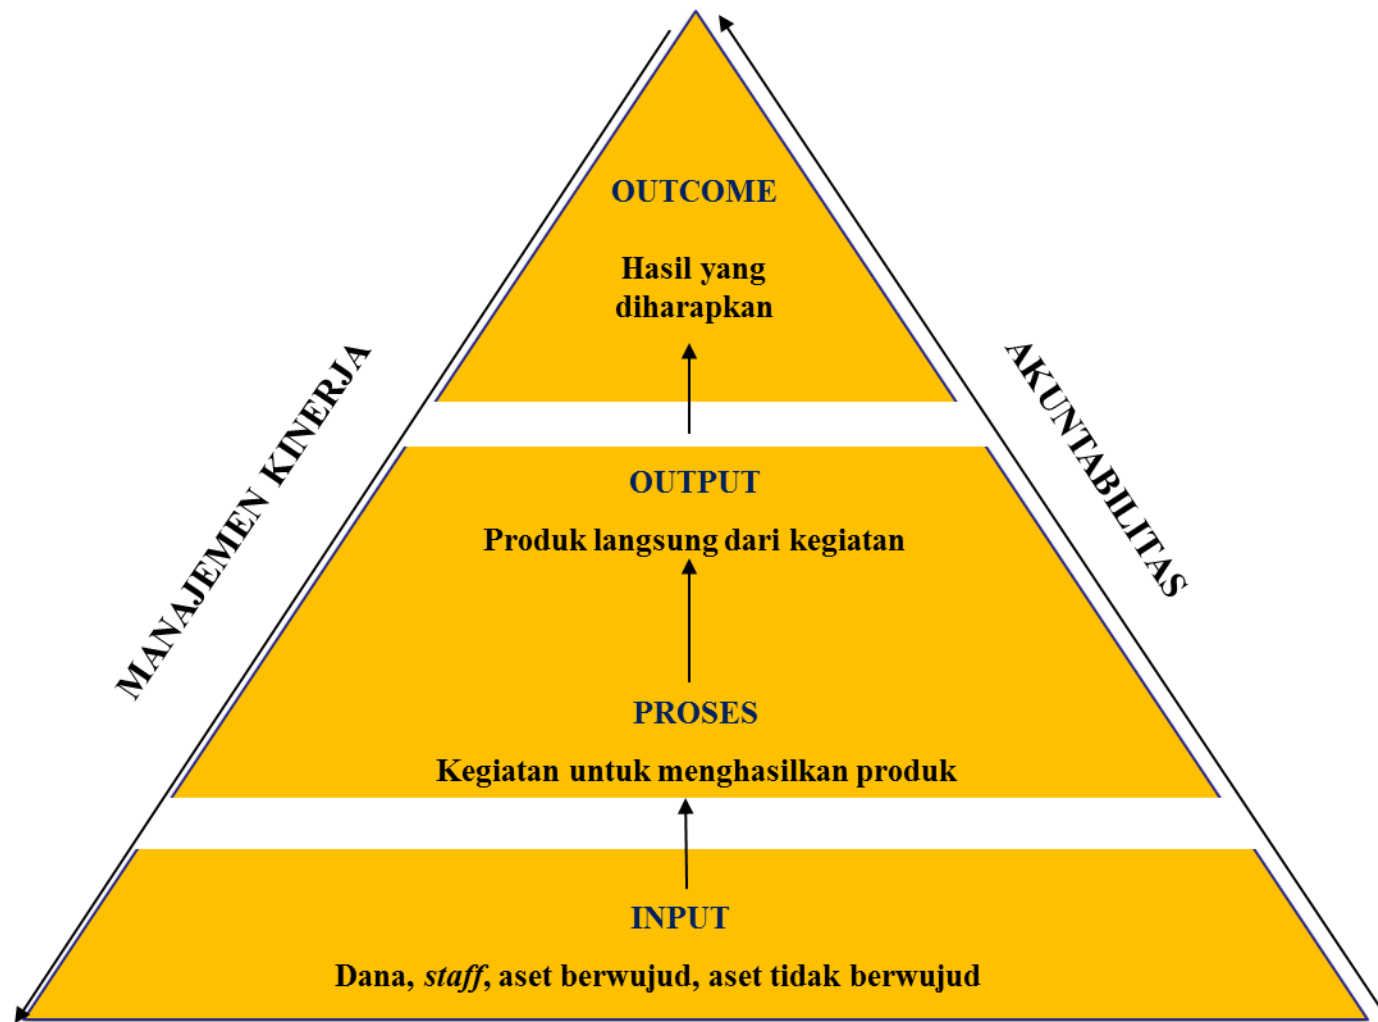 OUTCOME
Hasil yang
diharapkan
MANAJEMEN KINERJA
AKUNTABILITAS
OUTPUT
Produk langsung dari kegiatan
PROSES
Kegiatan untuk menghasilkan produk
INPUT
Dana, staff, aset berwujud, aset tidak berwujud